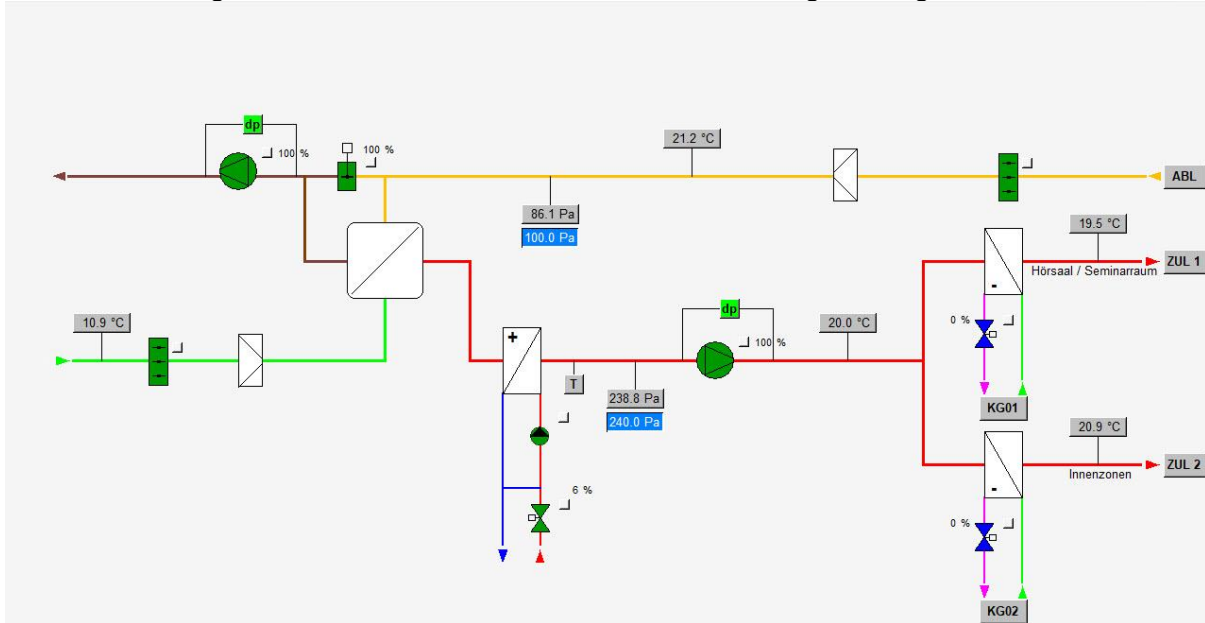 dp
100 %
100 %
21.2 °C
ABL
86.1 Pa
100.0 Pa
19.5 °C
ZUL 1
Hörsaal / Seminarraum
-
10.9 °C
dp
100 %
20.0 °C
0 %
+
T
238.8 Pa
240.0 Pa
KG01
20.9 °C
ZUL 2
Innenzonen
-
6 %
0 %
KG02